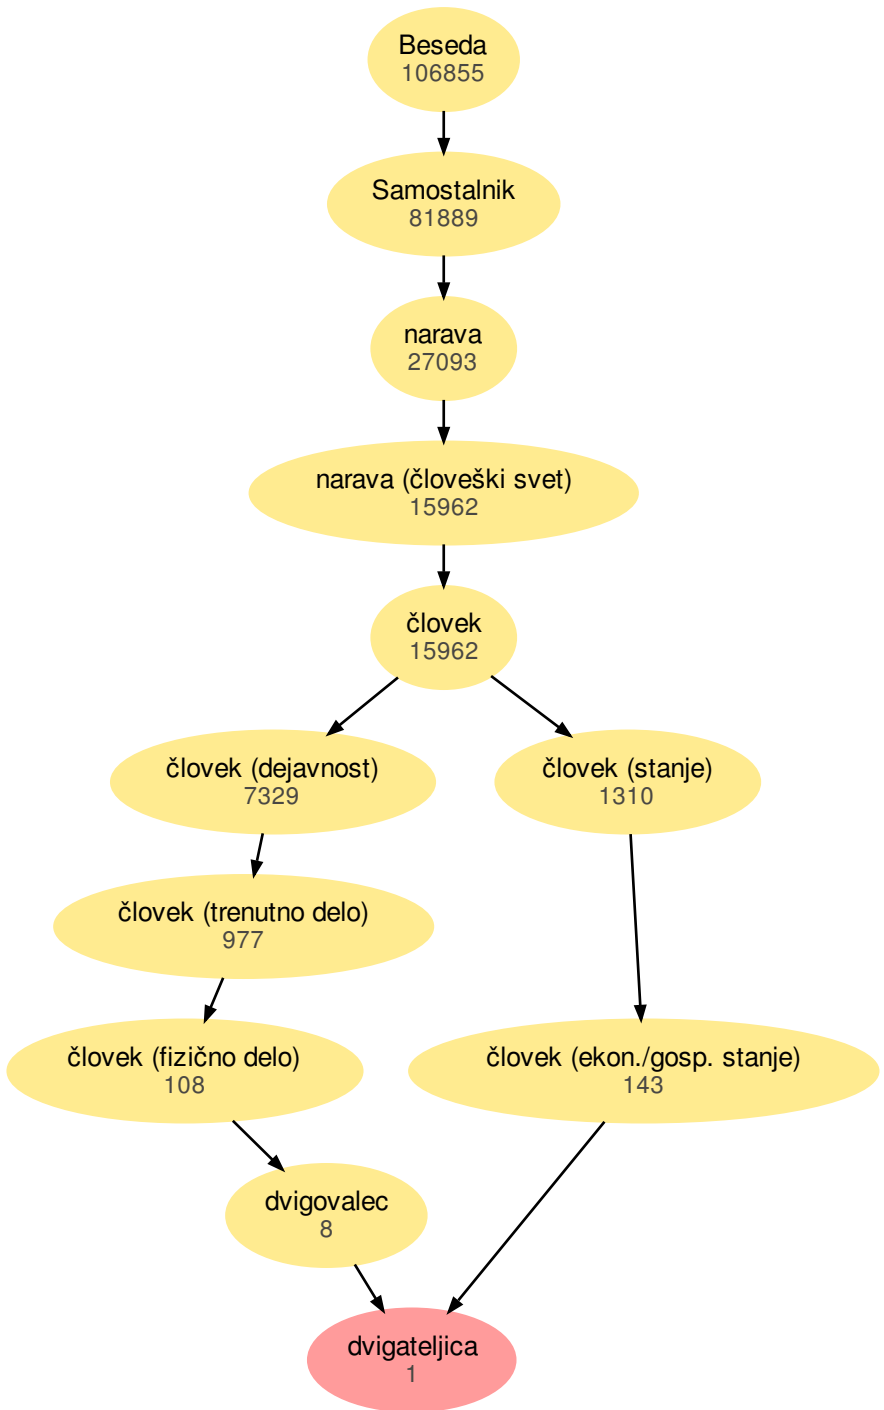 Beseda
106855
Samostalnik
81889
narava
27093
narava (človeški svet)
15962
človek
15962
človek (dejavnost)
7329
človek (stanje)
1310
človek (trenutno delo)
977
človek (fizično delo)
108
človek (ekon./gosp. stanje)
143
dvigovalec
8
dvigateljica
1